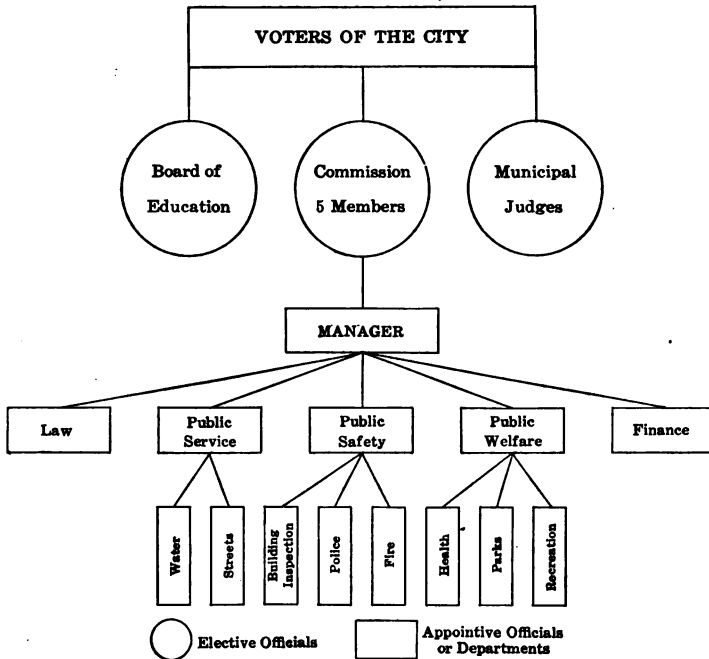 VOTERS OF THE CITY
Board of
Education
Commission
5 Members
Municipal
Judges
MANAGER
Law
Public
Service
Public
Safety
Public
Welfare
Finance
Water
Streets
Building
Inspection
Police
Fire
Health
Parks
Recreation
Elective Officials
Appointive Officials
or Departments